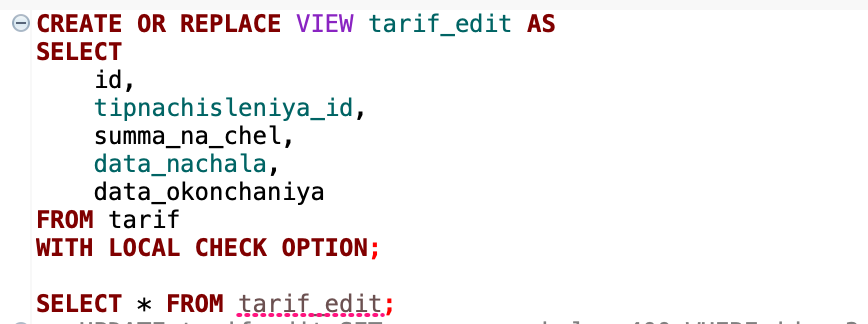 CREATE OR REPLACE VIEW tarif_edit AS
SELECT
id,
tipnachisleniya_id,
summa_na_chel,
data_nachala,
data_okonchaniya
FROM tarif
WITH LOCAL CHECK OPTION;
SELECT * FROM tarif_edit;